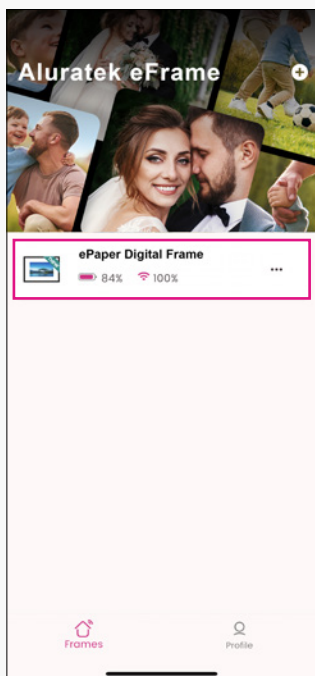 Aluratek eFrame
ePaper Digital Frame
84% 100%
...
Frames Profile